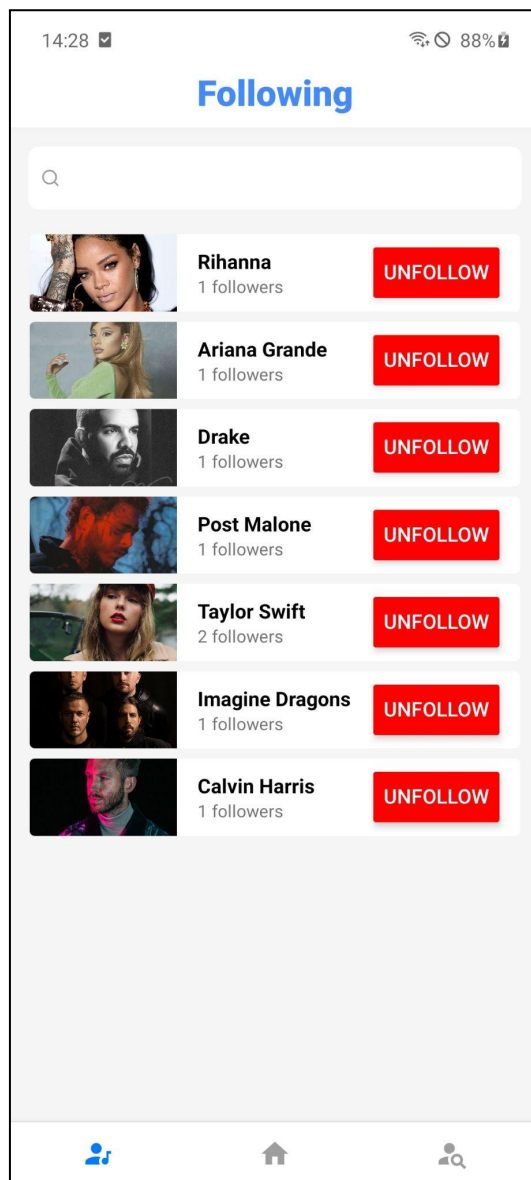 14:28 88%
Following
Rihanna
1 followers
UNFOLLOW
Ariana Grande
1 followers
UNFOLLOW
Drake
1 followers
UNFOLLOW
Post Malone
1 followers
UNFOLLOW
Taylor Swift
2 followers
UNFOLLOW
Imagine Dragons
1 followers
UNFOLLOW
Calvin Harris
1 followers
UNFOLLOW